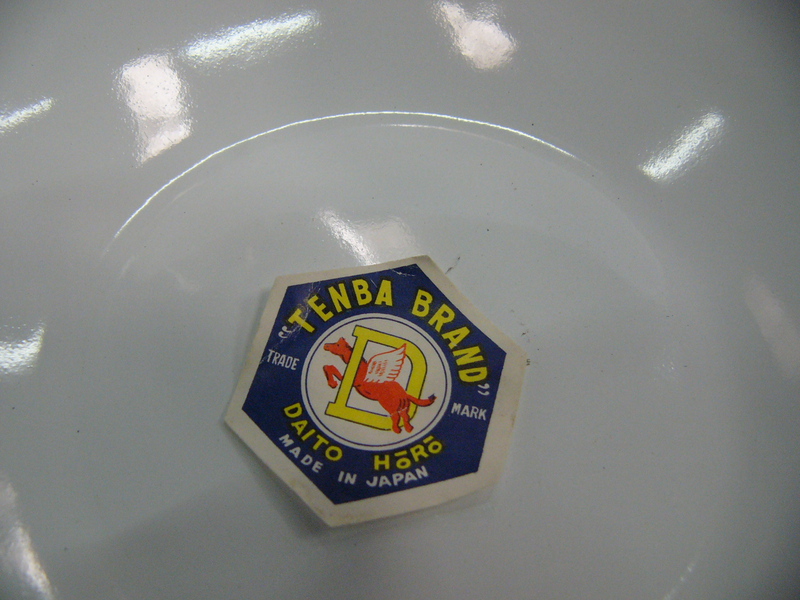 "TENBA BRAND"
TRADE
MARK
D
DAITO HŌRŌ
MADE IN JAPAN